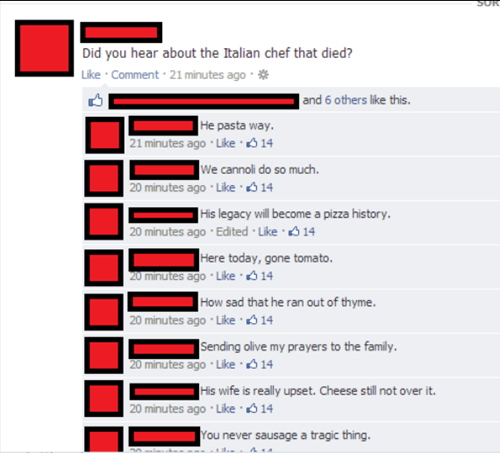 Did you hear about the Italian chef that died?
Like · Comment · 21 minutes ago ·
and 6 others like this.
He pasta way.
21 minutes ago · Like · 14
We cannoli do so much.
20 minutes ago · Like · 14
His legacy will become a pizza history.
20 minutes ago · Edited · Like · 14
Here today, gone tomato.
20 minutes ago · Like · 14
How sad that he ran out of thyme.
20 minutes ago · Like · 14
Sending olive my prayers to the family.
20 minutes ago · Like · 14
His wife is really upset. Cheese still not over it.
20 minutes ago · Like · 14
You never sausage a tragic thing.